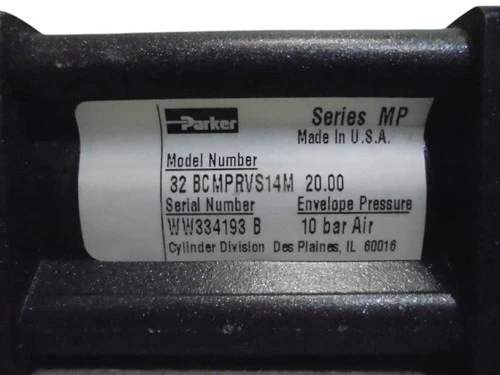 Parker
Series MP
Made In U.S.A.
Model Number
32 BCMPRVS14M 20.00
Serial Number Envelope Pressure
WW334193 B 10 bar Air
Cylinder Division Des Plaines, IL 60016